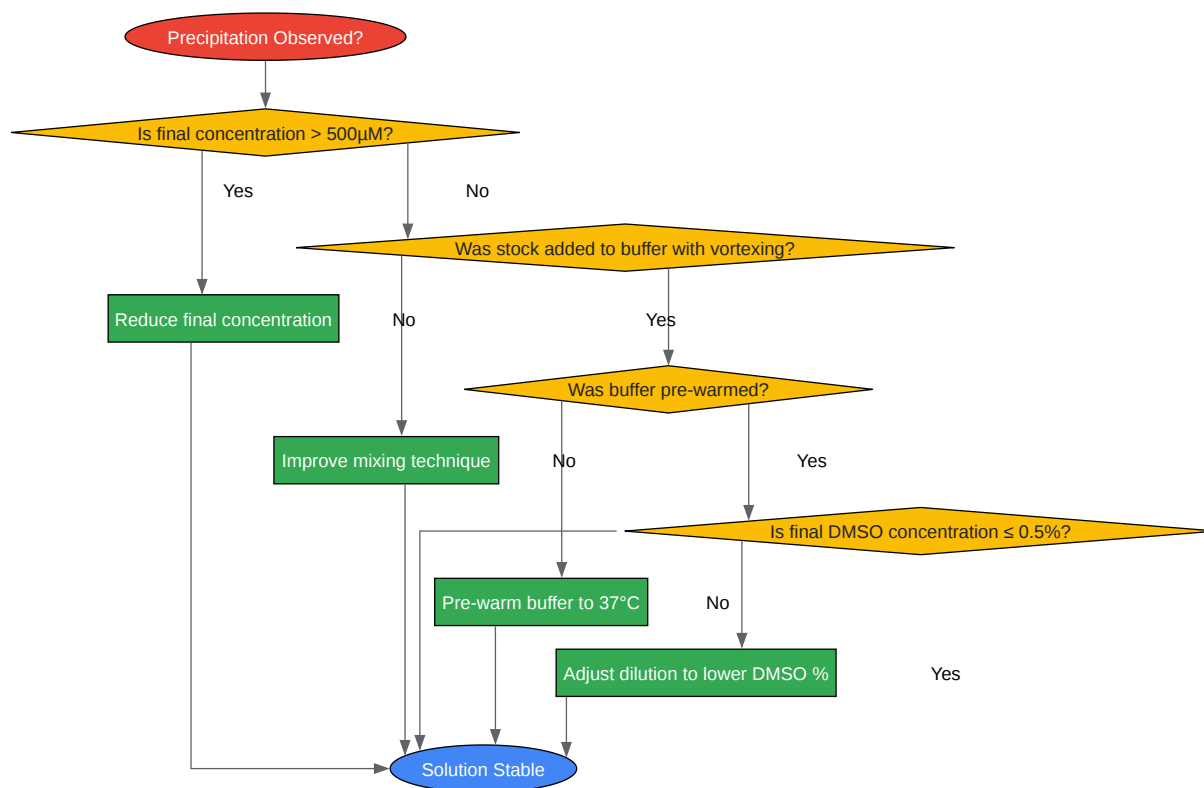 Precipitation Observed?
Is final concentration > 500µM?
Yes
No
Was stock added to buffer with vortexing?
Reduce final concentration
No
Yes
Was buffer pre-warmed?
Improve mixing technique
No
Yes
Is final DMSO concentration ≤ 0.5%?
Pre-warm buffer to 37°C
No
Adjust dilution to lower DMSO %
Yes
Solution Stable